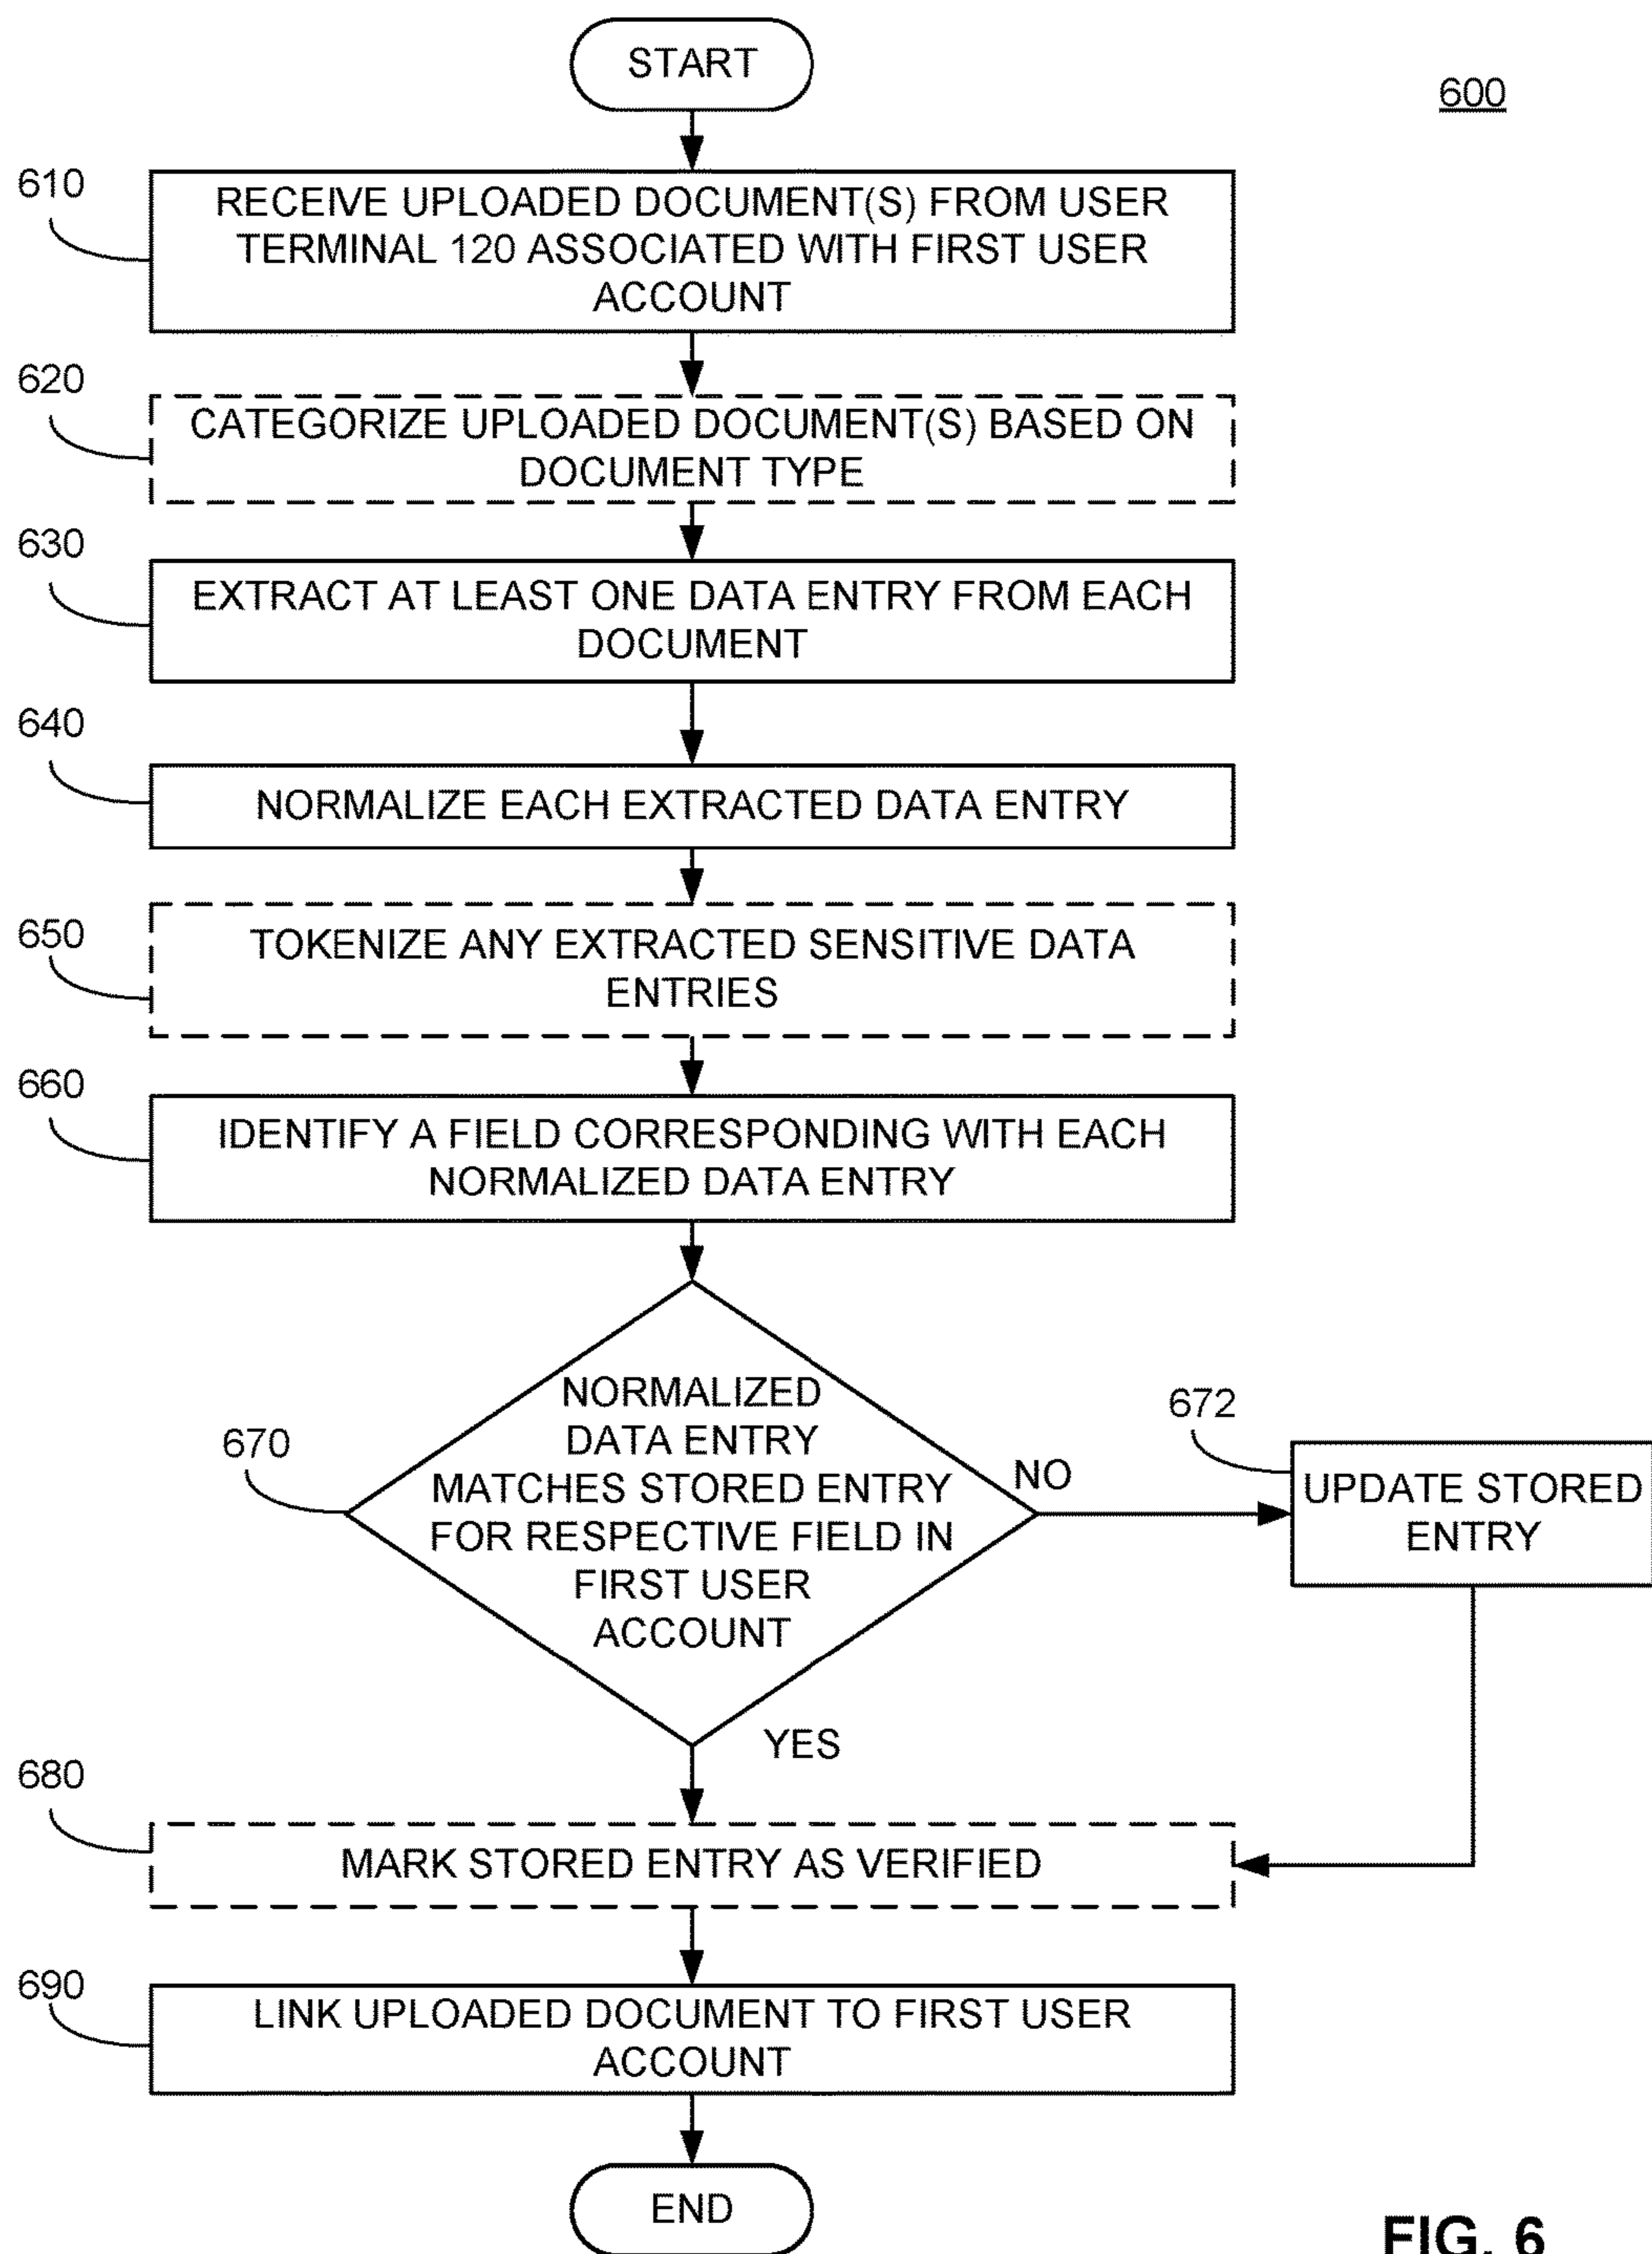 START
600
610
RECEIVE UPLOADED DOCUMENT(S) FROM USER
TERMINAL 120 ASSOCIATED WITH FIRST USER
ACCOUNT
620
CATEGORIZE UPLOADED DOCUMENT(S) BASED ON
DOCUMENT TYPE
630
EXTRACT AT LEAST ONE DATA ENTRY FROM EACH
DOCUMENT
640
NORMALIZE EACH EXTRACTED DATA ENTRY
650
TOKENIZE ANY EXTRACTED SENSITIVE DATA
ENTRIES
660
IDENTIFY A FIELD CORRESPONDING WITH EACH
NORMALIZED DATA ENTRY
670
NORMALIZED
DATA ENTRY
MATCHES STORED ENTRY
FOR RESPECTIVE FIELD IN
FIRST USER
ACCOUNT
NO
672
UPDATE STORED
ENTRY
YES
680
MARK STORED ENTRY AS VERIFIED
690
LINK UPLOADED DOCUMENT TO FIRST USER
ACCOUNT
END
FIG. 6